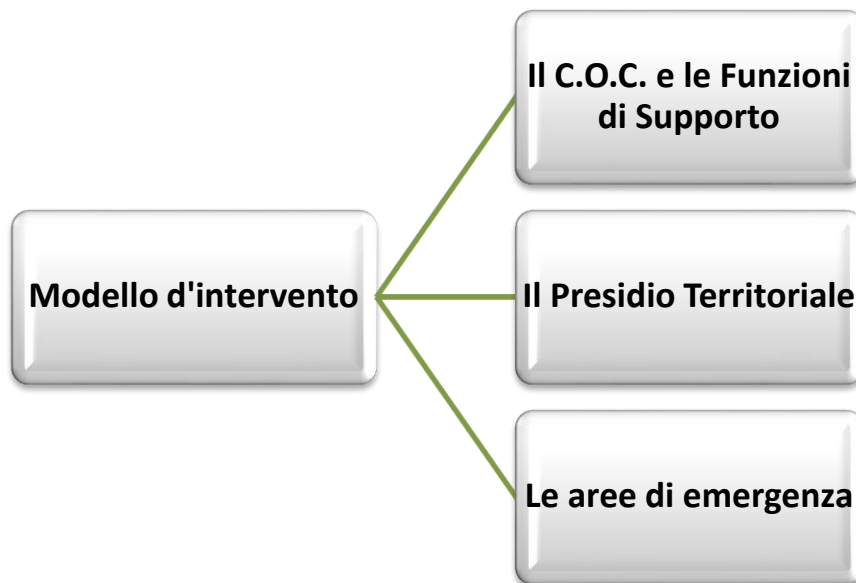 Modello d'intervento
Il C.O.C. e le Funzioni
di Supporto
Il Presidio Territoriale
Le aree di emergenza